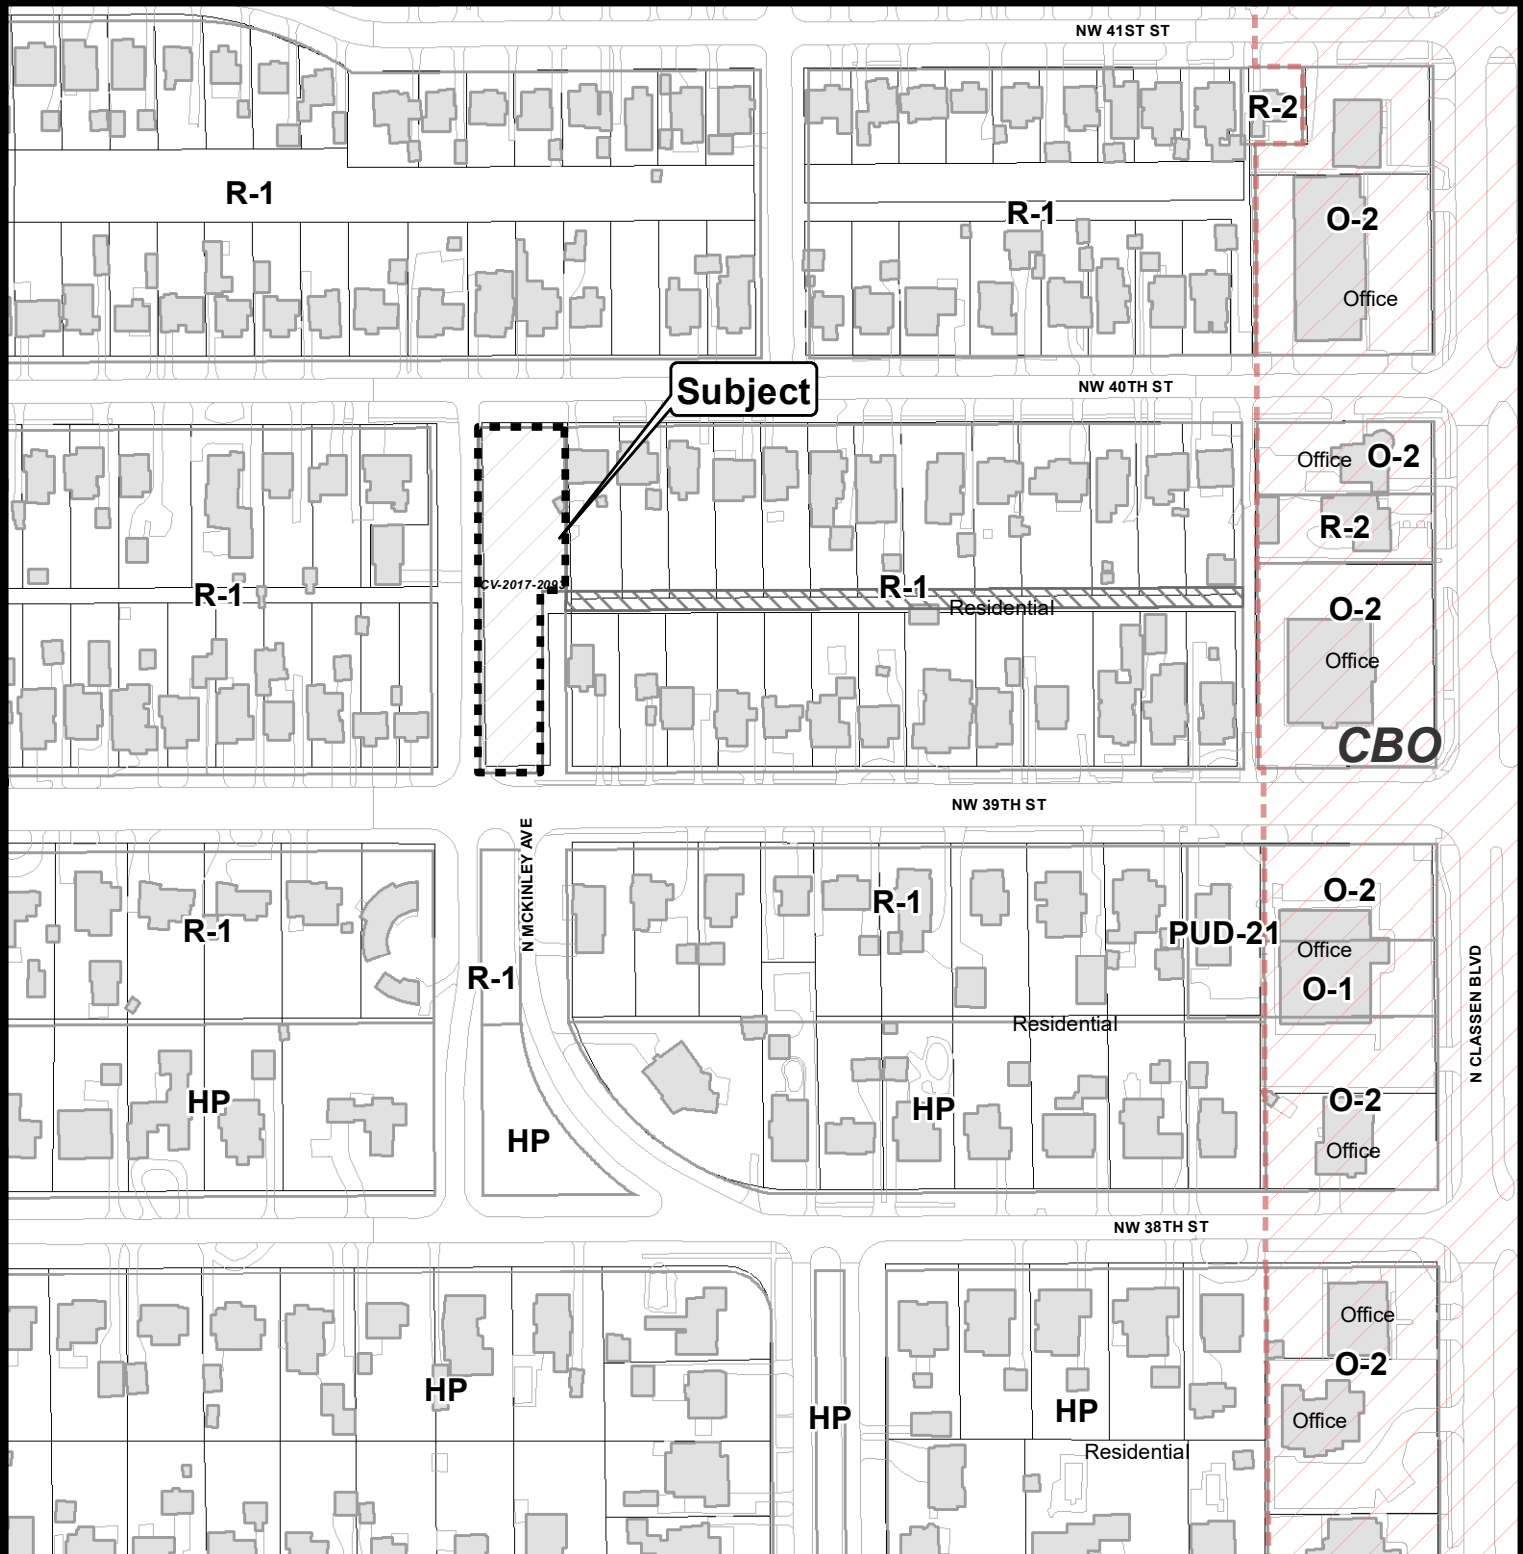 NW 41ST ST
R-2
R-1
R-1
O-2
Office
NW 40TH ST
Subject
Office
O-2
R-2
CV-2017-2093
R-1
R-1
Residential
O-2
Office
CBO
NW 39TH ST
N MCKINLEY AVE
R-1
R-1
O-2
PUD-21
Office
R-1
O-1
N CLASSEN BLVD
Residential
HP
HP
O-2
HP
Office
NW 38TH ST
Office
O-2
HP
HP
HP
Office
Residential